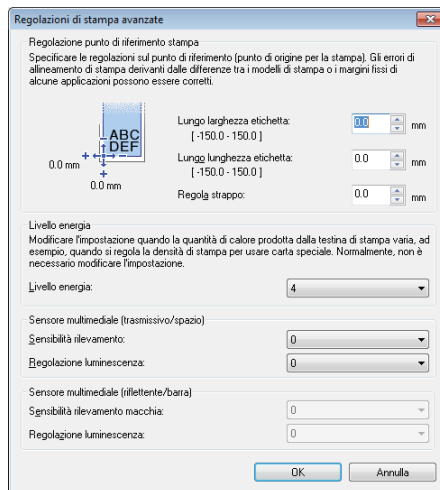 Regolazioni di stampa avanzate
Regolazione punto di riferimento stampa
Specificare le regolazioni sul punto di riferimento (punto di origine per la stampa). Gli errori di
allineamento di stampa derivanti dalle differenze tra i modelli di stampa o i margini fissi di
alcune applicazioni possono essere corretti.
ABC
DEF
0.0 mm
0.0 mm
Lungo larghezza etichetta:
0.0
mm
[ -150.0 - 150.0 ]
Lungo lunghezza etichetta:
0.0
mm
[ -150.0 - 150.0 ]
Regola strappo:
0.0
mm
Livello energia
Modificare l'impostazione quando la quantità di calore prodotta dalla testina di stampa varia, ad
esempio, quando si regola la densità di stampa per usare carta speciale. Normalmente, non è
necessario modificare l'impostazione.
Livello energia:
4
Sensore multimediale (trasmissivo/spazio)
Sensibilità rilevamento:
0
Regolazione luminescenza:
0
Sensore multimediale (riflettente/barra)
Sensibilità rilevamento macchia:
0
Regolazione luminescenza:
0
OK
Annulla